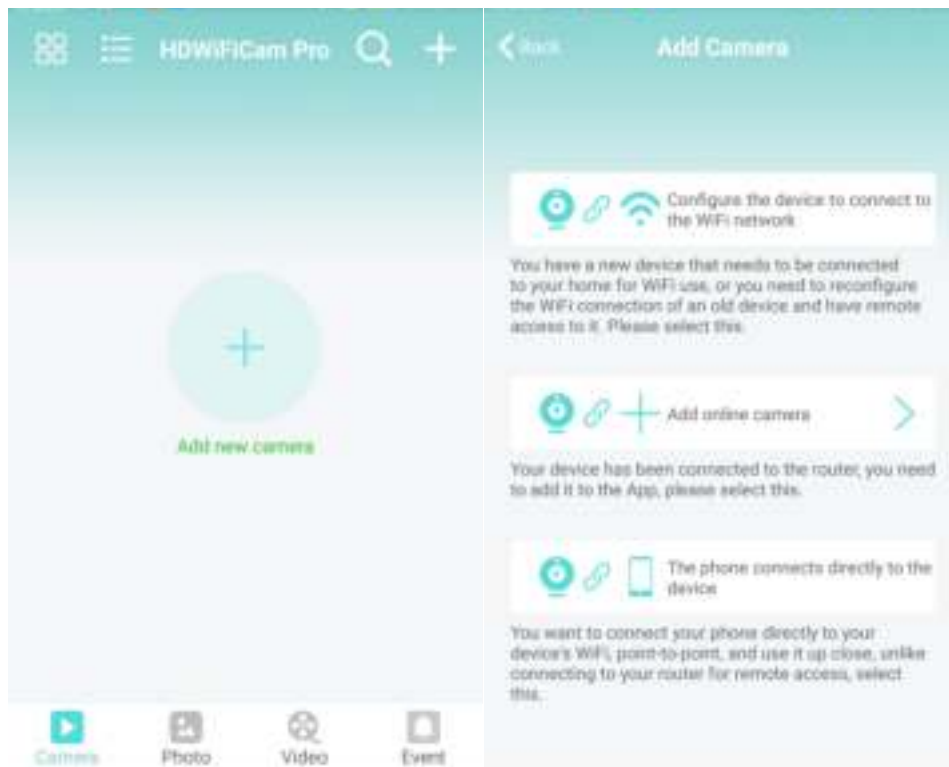 HDWiFiCam Pro
Add new camera
Camera
Photo
Video
Event
Back
Add Camera
Configure the device to connect to
the WiFi network
You have a new device that needs to be connected
to your home for WiFi use, or you need to reconfigure
the WiFi connection of an old device and have remote
access to it. Please select this.
Add online camera
Your device has been connected to the router, you need
to add it to the App, please select this.
The phone connects directly to the
device
You want to connect your phone directly to your
device's WiFi, point-to-point, and use it up close, unlike
connecting to your router for remote access, select
this.